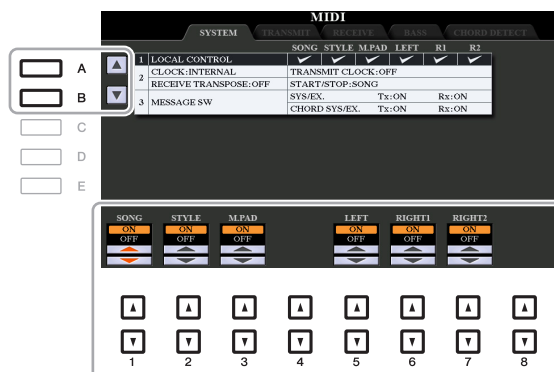 MIDI
SYSTEM TRANSMIT RECEIVE BASS CHORD DETECT
SONG STYLE M.PAD LEFT R1 R2
A
1 LOCAL CONTROL
2 CLOCK:INTERNAL TRANSMIT CLOCK:OFF
RECEIVE TRANSPOSE:OFF START/STOP:SONG
B
3 MESSAGE SW SYS/EX. Tx:ON Rx:ON
CHORD SYS/EX. Tx:ON Rx:ON
C
D
E
SONG STYLE M.PAD LEFT RIGHT1 RIGHT2
ON ON ON ON ON ON
OFF OFF OFF OFF OFF OFF
1 2 3 4 5 6 7 8